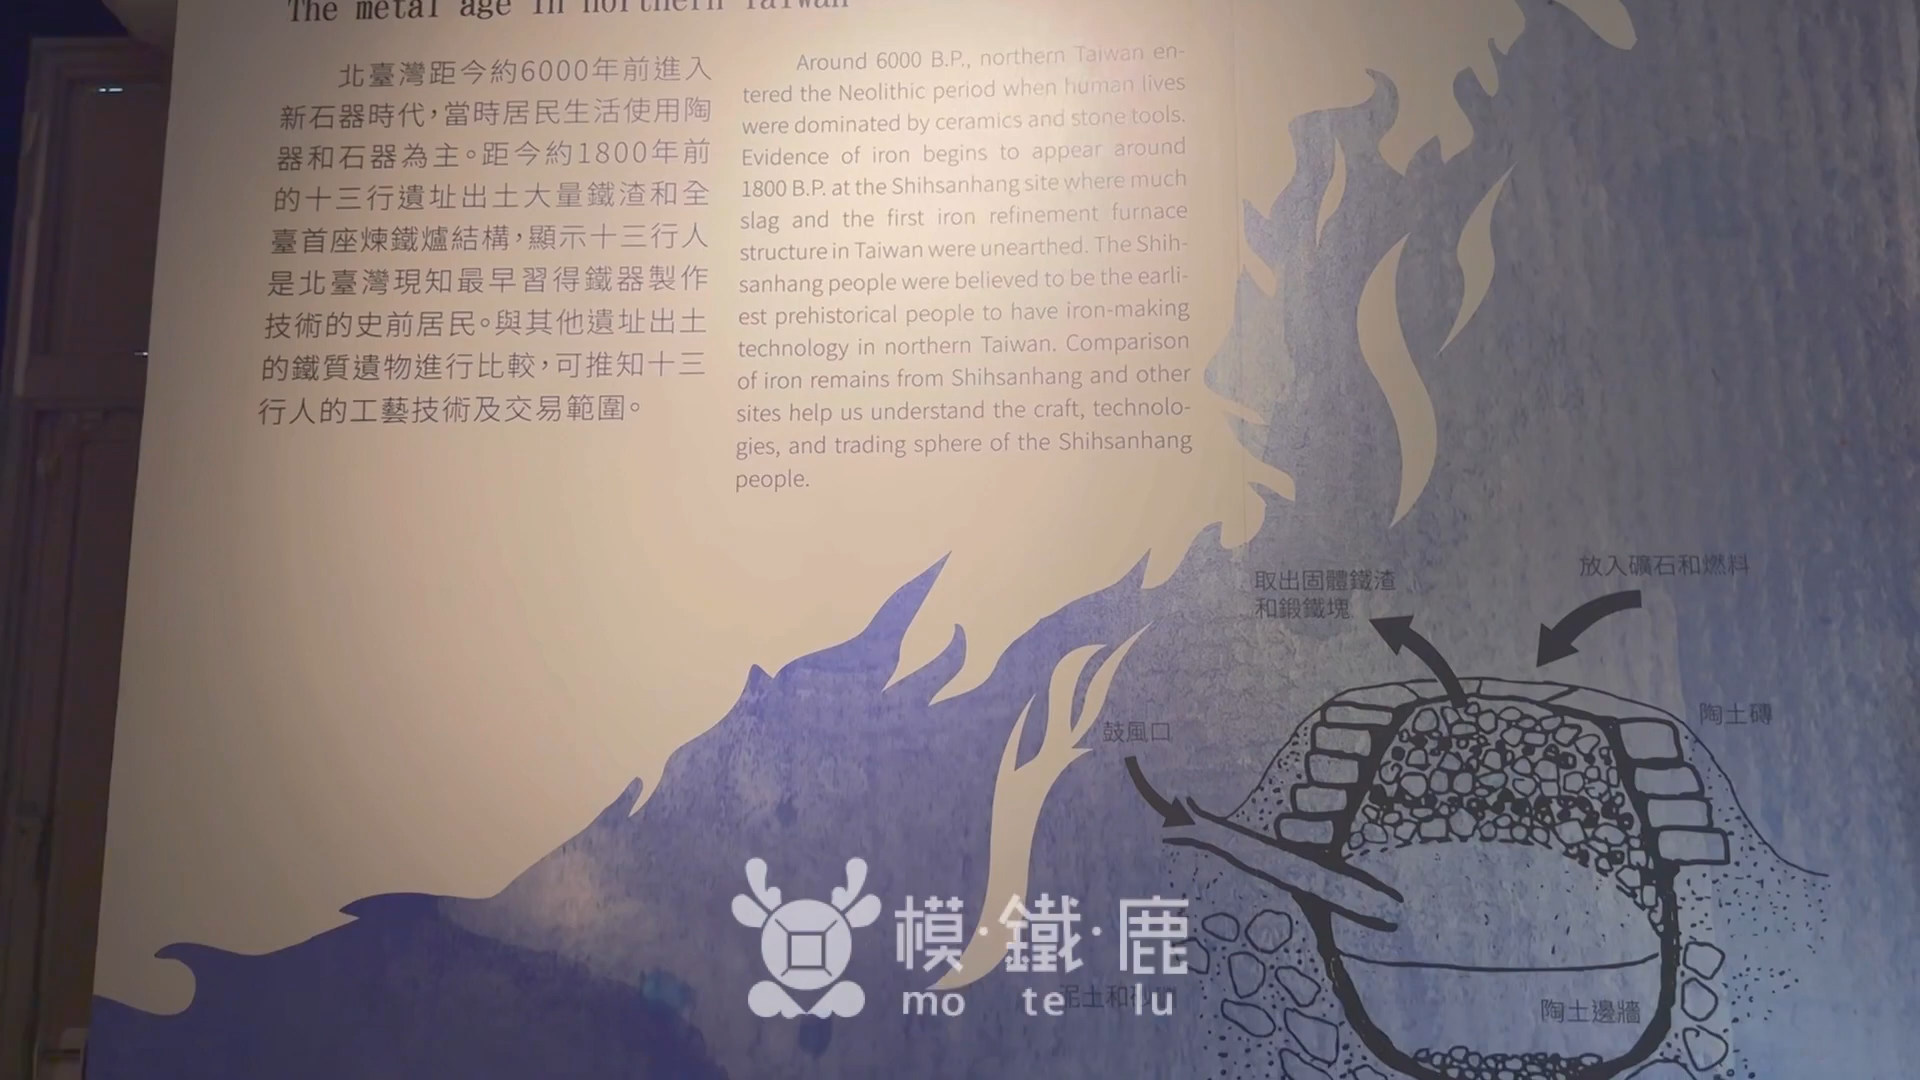 The metal age in northern Taiwan
北臺灣距今約6000年前進入
新石器時代,當時居民生活使用陶
器和石器為主。距今約1800年前
的十三行遺址出土大量鐵渣和全
臺首座煉鐵爐結構,顯示十三行人
是北臺灣現知最早習得鐵器製作
技術的史前居民。與其他遺址出土
的鐵質遺物進行比較,可推知十三
行人的工藝技術及交易範圍。
Around 6000 B.P., northern Taiwan en-
tered the Neolithic period when human lives
were dominated by ceramics and stone tools.
Evidence of iron begins to appear around
1800 B.P. at the Shihsanhang site where much
slag and the first iron refinement furnace
structure in Taiwan were unearthed. The Shih-
sanhang people were believed to be the earli-
est prehistorical people to have iron-making
technology in northern Taiwan. Comparison
of iron remains from Shihsanhang and other
sites help us understand the craft, technolo-
gies, and trading sphere of the Shihsanhang
people.
取出固體鐵渣
和鍛鐵塊
放入礦石和燃料
鼓風口
陶土磚
泥土和砂
陶土邊牆
模·鐵·鹿
mo te lu